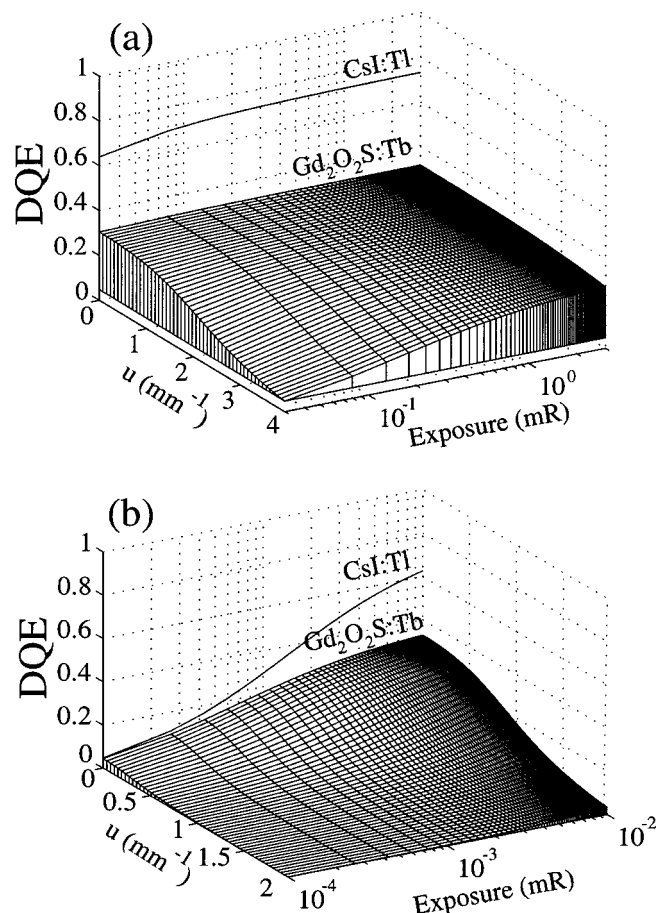 (a)
CsI:Tl
Gd₂O₂S:Tb
DQE
1
0.8
0.6
0.4
0.2
0
0
1
2
3
4
u (mm⁻¹)
10⁻¹
10⁰
Exposure (mR)
(b)
CsI:Tl
Gd₂O₂S:Tb
DQE
1
0.8
0.6
0.4
0.2
0
0
0.5
1
1.5
2
u (mm⁻¹)
10⁻⁴
10⁻³
10⁻²
Exposure (mR)